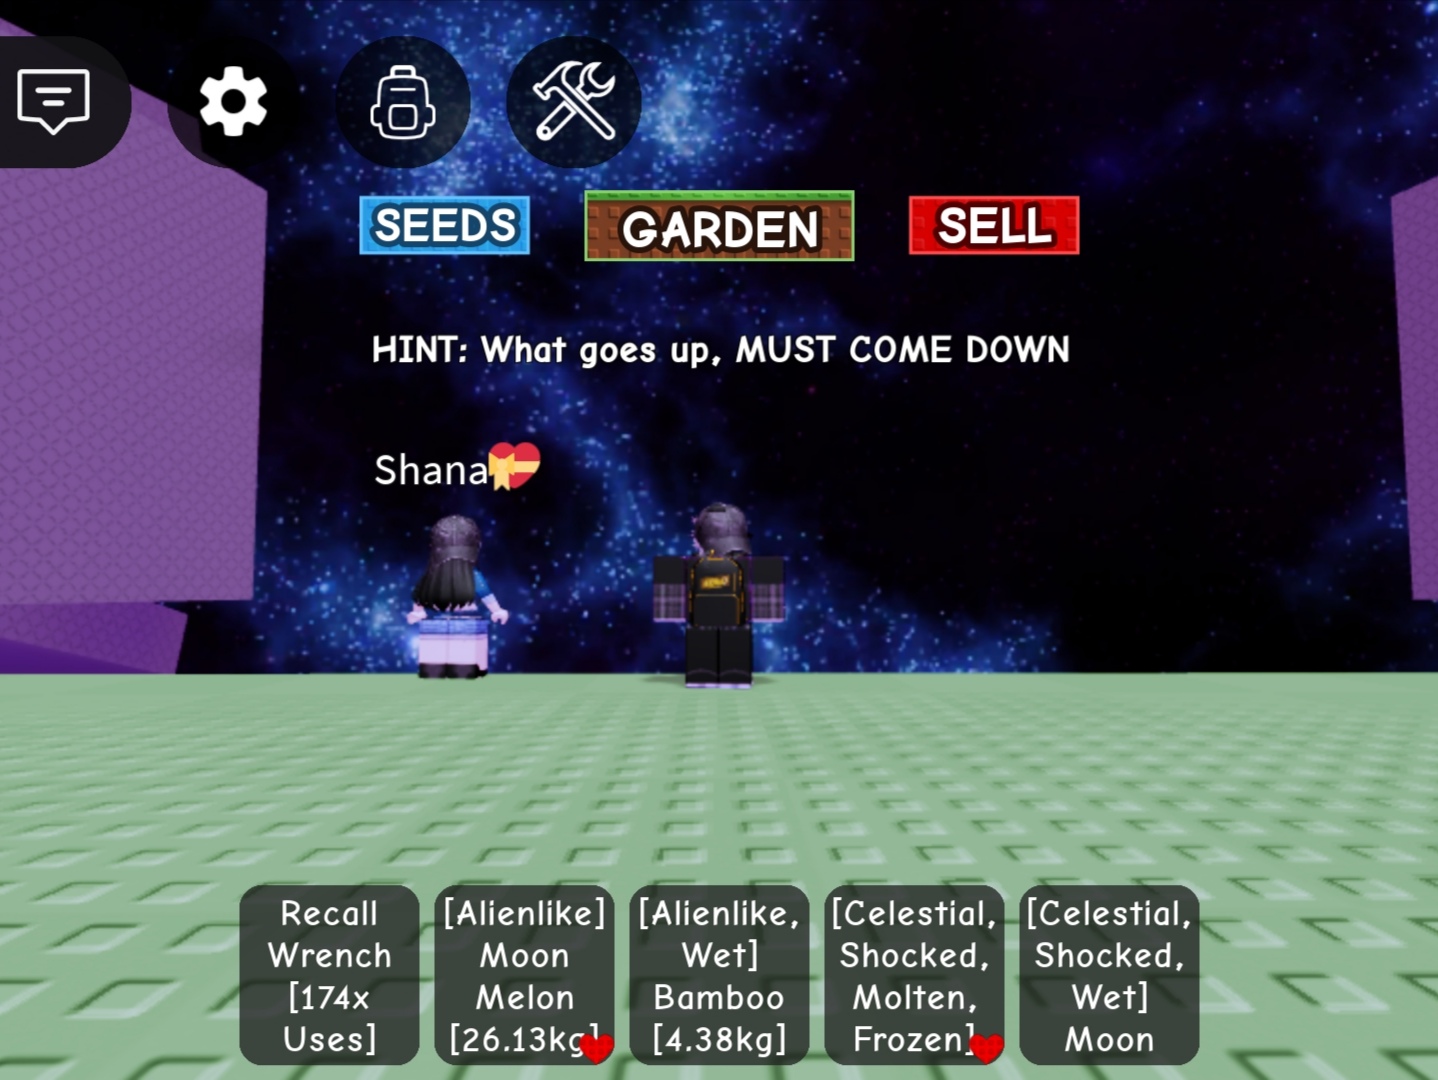 SEEDS
GARDEN
SELL
HINT: What goes up, MUST COME DOWN
Shana💝
Recall
Wrench
[174x
Uses]
[Alienlike]
Moon
Melon
[26.13kg]
[Alienlike,
Wet]
Bamboo
[4.38kg]
[Celestial,
Shocked,
Molten,
Frozen]
[Celestial,
Shocked,
Wet]
Moon